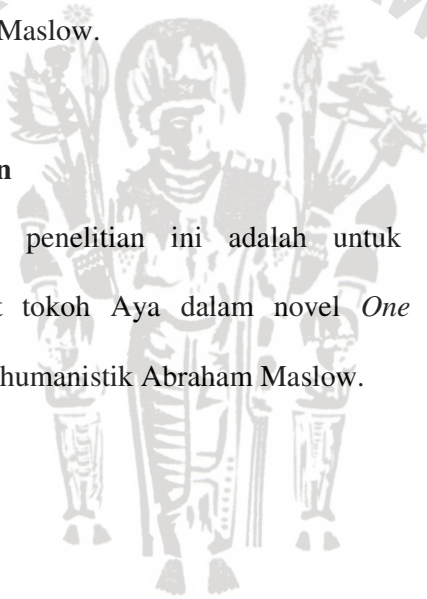 Maslow.
n
penelitian ini adalah untuk
tokoh Aya dalam novel One
humanistik Abraham Maslow.